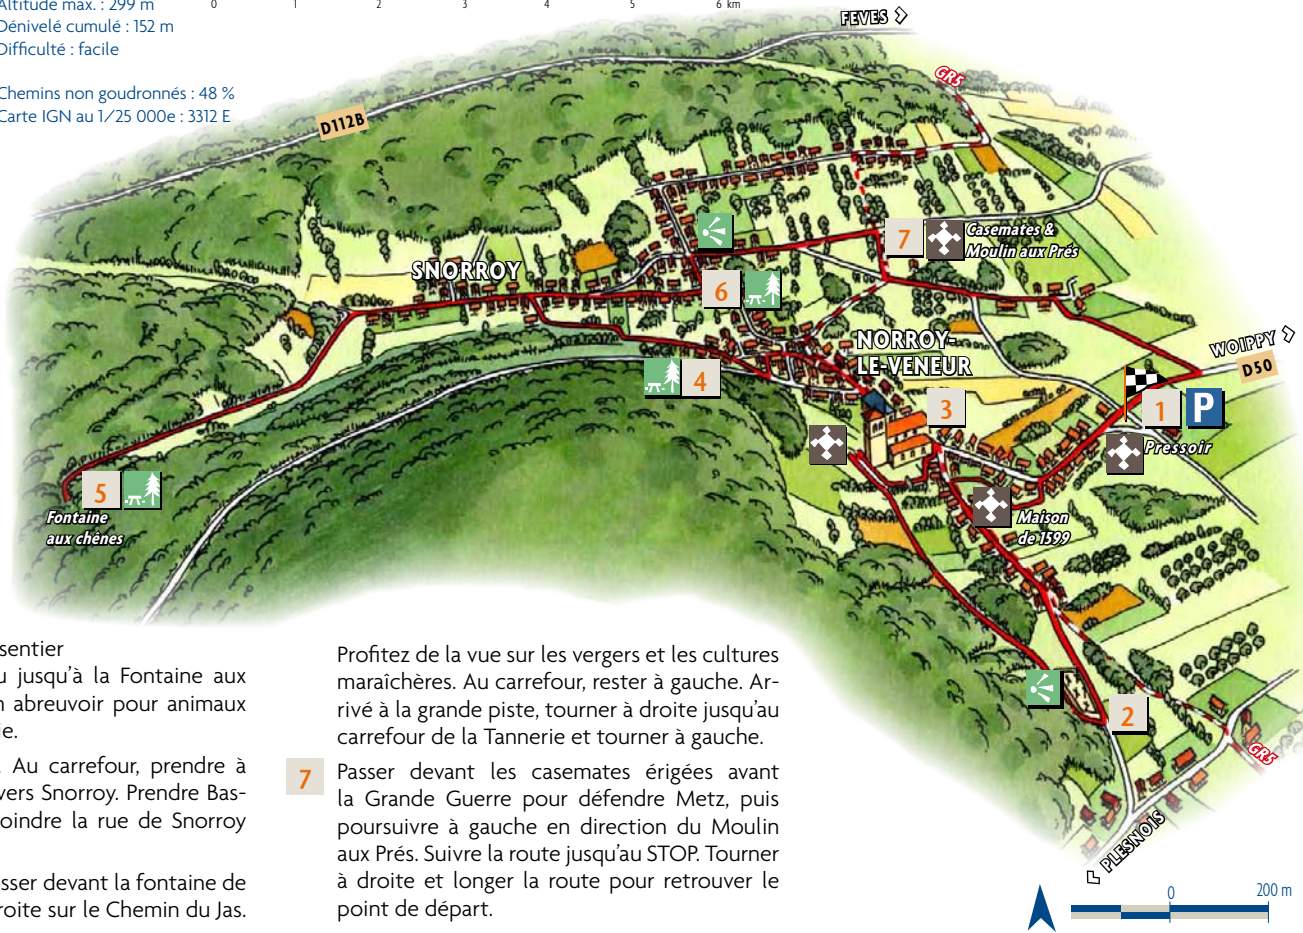 Altitude max. : 299 m
Dénivelé cumulé : 152 m
Difficulté : facile
Chemins non goudronnés : 48 %
Carte IGN au 1/25 000e : 3312 E
0 1 2 3 4 5 6 km
FEVES
GR5
D112B
7
Casemates &
Moulin aux Prés
SNORROY
6
NORROY-
LE-VENEUR
WOIPPY
D50
4
3
1 P
Pressoir
5
Fontaine
aux chênes
Maison
de 1599
2
GR5
PLESNOIS
0 200 m
sentier
jusqu'à la Fontaine aux
abreuvoir pour animaux
Au carrefour, prendre à
vers Snorroy. Prendre Bas-
oindre la rue de Snorroy
sser devant la fontaine de
roite sur le Chemin du Jas.
Profitez de la vue sur les vergers et les cultures
maraîchères. Au carrefour, rester à gauche. Ar-
rivé à la grande piste, tourner à droite jusqu'au
carrefour de la Tannerie et tourner à gauche.
7
Passer devant les casemates érigées avant
la Grande Guerre pour défendre Metz, puis
poursuivre à gauche en direction du Moulin
aux Prés. Suivre la route jusqu'au STOP. Tourner
à droite et longer la route pour retrouver le
point de départ.